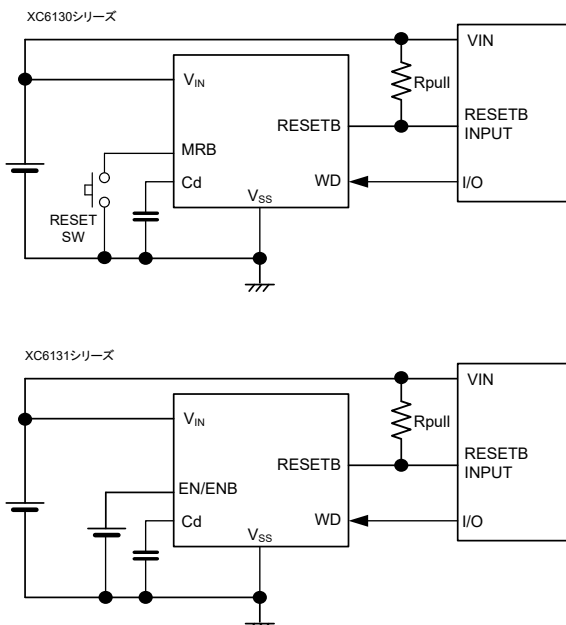 XC6130シリーズ
VIN
VIN
Rpull
RESETB
RESETB
INPUT
MRB
Cd
WD
I/O
VSS
RESET
SW
XC6131シリーズ
VIN
VIN
Rpull
RESETB
RESETB
INPUT
EN/ENB
Cd
WD
I/O
VSS